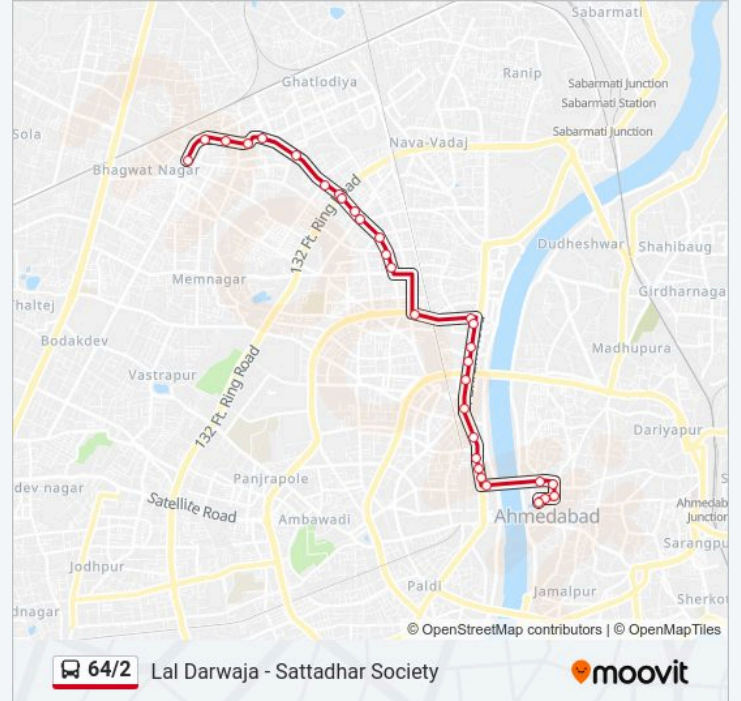 Sabarmati
Ghatlodiya
Ranip
Sabarmati Junction
Sabarmati Station
Sabarmati Junction
Sola
Nava-Vadaj
Bhagwat Nagar
132 Ft. Ring Road
Dudheshwar
Shahibaug
Memnagar
Girdharnaga
haltej
Bodakdev
Madhupura
Vastrapur
132 Ft. Ring Road
Dariyapur
Panjrapole
dev nagar
Satellite Road
Ambawadi
Ahmedabad
Ahmedab
Junction
Sarangpu
Jodhpur
Paldi
Jamalpur
Sherkot
dnagar
© OpenStreetMap contributors | © OpenMapTiles
64/2 Lal Darwaja - Sattadhar Society
moovit